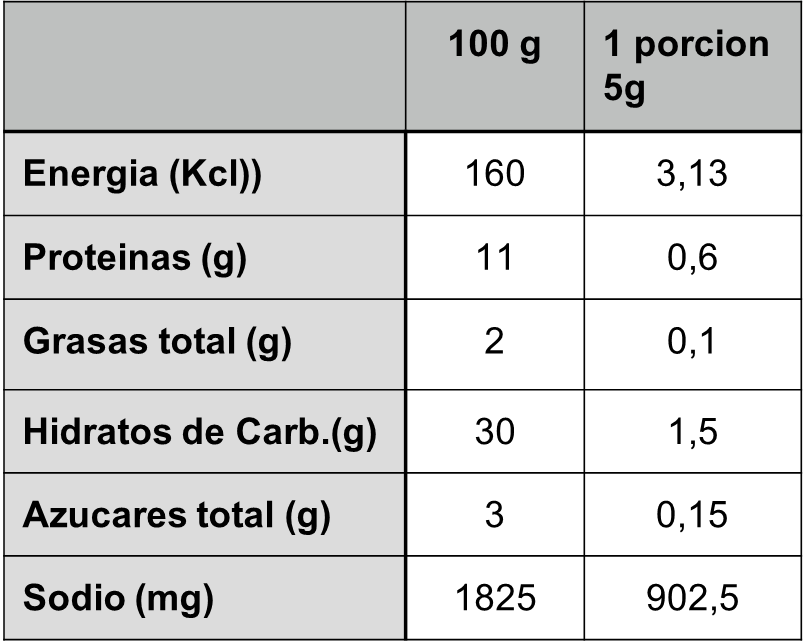 100 g 1 porcion
5g
Energia (Kcl)) 160 3,13
Proteinas (g) 11 0,6
Grasas total (g) 2 0,1
Hidratos de Carb.(g) 30 1,5
Azucares total (g) 3 0,15
Sodio (mg) 1825 902,5